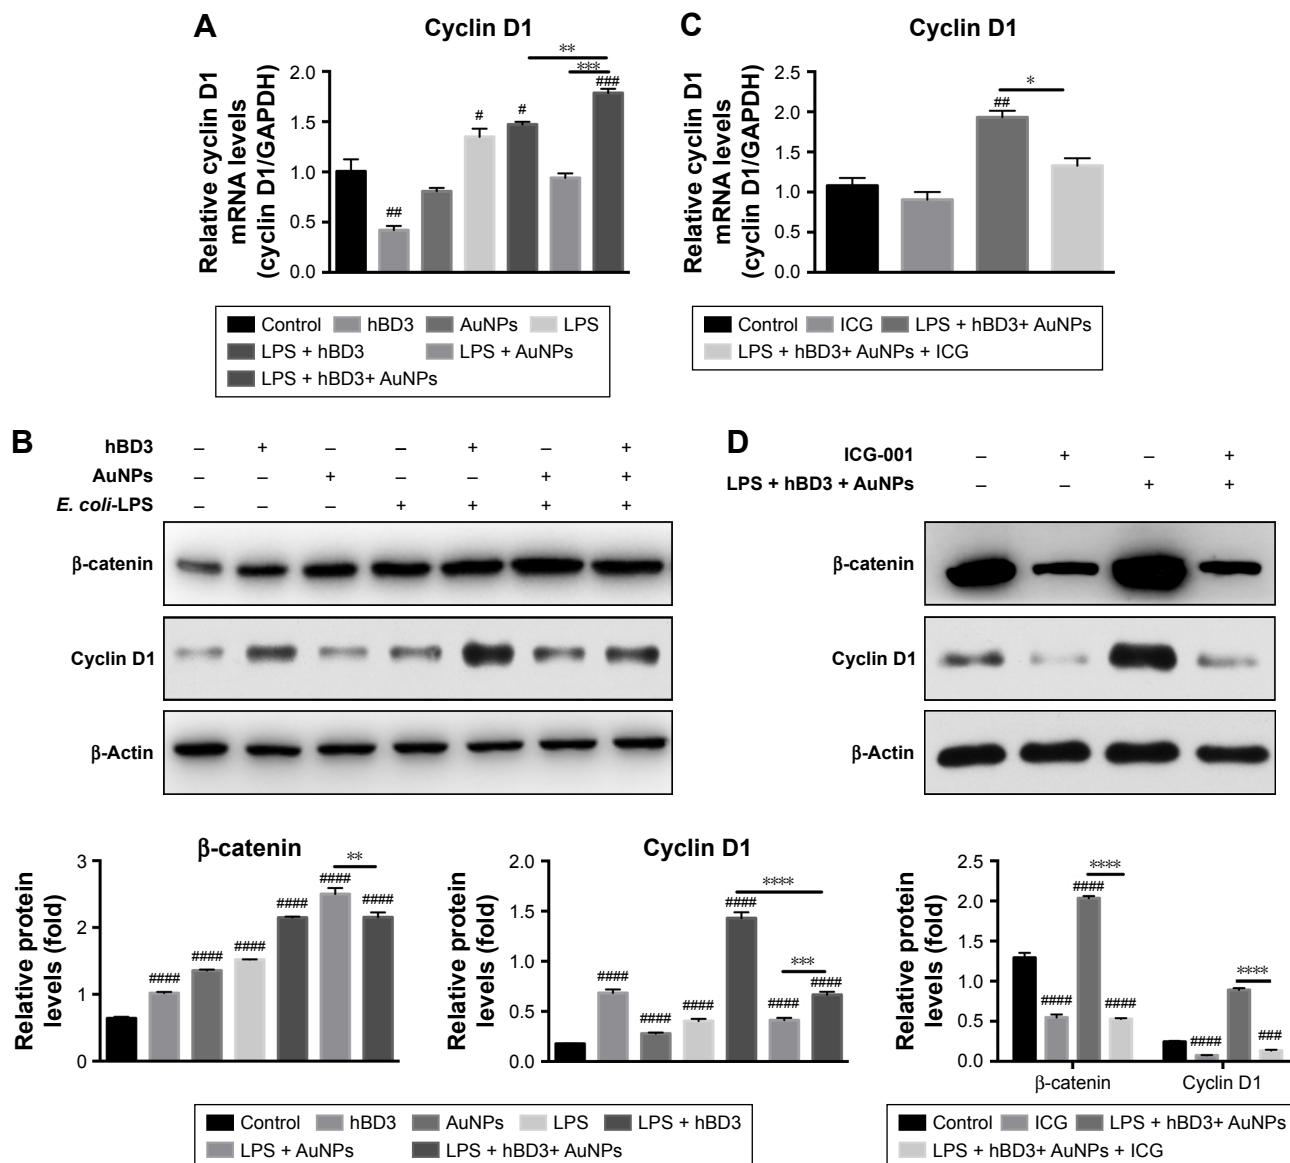 A
Cyclin D1
Relative cyclin D1
mRNA levels
(cyclin D1/GAPDH)
2.0
1.5
1.0
0.5
0.0
##
#
#
###
**
***
Control hBD3 AuNPs LPS
LPS + hBD3 LPS + AuNPs
LPS + hBD3+ AuNPs
C
Cyclin D1
Relative cyclin D1
mRNA levels
(cyclin D1/GAPDH)
2.5
2.0
1.5
1.0
0.5
0.0
##
*
Control ICG LPS + hBD3+ AuNPs
LPS + hBD3+ AuNPs + ICG
B
hBD3 – + – – + – +
AuNPs – – + – – + +
E. coli-LPS – – – + + + +
β-catenin
Cyclin D1
β-Actin
D
ICG-001 – + – +
LPS + hBD3 + AuNPs – – + +
β-catenin
Cyclin D1
β-Actin
β-catenin
Relative protein
levels (fold)
3
2
1
0
####
####
####
####
####
####
**
Cyclin D1
Relative protein
levels (fold)
2.0
1.5
1.0
0.5
0.0
####
####
####
####
####
####
****
***
Control hBD3 AuNPs LPS LPS + hBD3
LPS + AuNPs LPS + hBD3+ AuNPs
Relative protein
levels (fold)
2.5
2.0
1.5
1.0
0.5
0.0
####
####
####
****
####
###
****
β-catenin Cyclin D1
Control ICG LPS + hBD3+ AuNPs
LPS + hBD3+ AuNPs + ICG